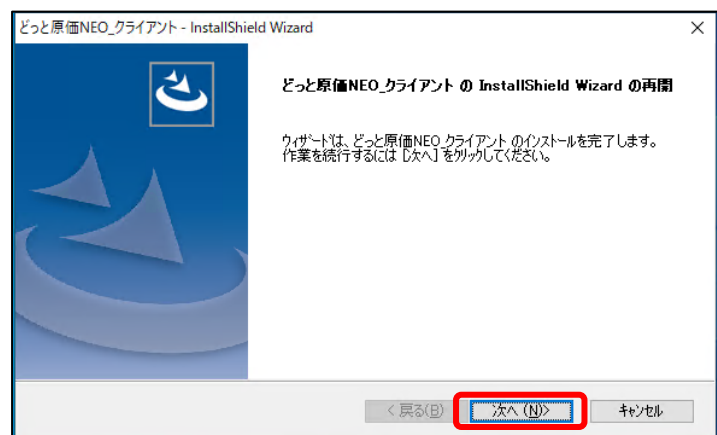 どっと原価NEO_クライアント - InstallShield Wizard
どっと原価NEO_クライアント の InstallShield Wizard の再開
ウィザードは、どっと原価NEO_クライアント のインストールを完了します。
作業を続行するには [次へ] をクリックしてください。
< 戻る(B)
次へ (N)>
キャンセル